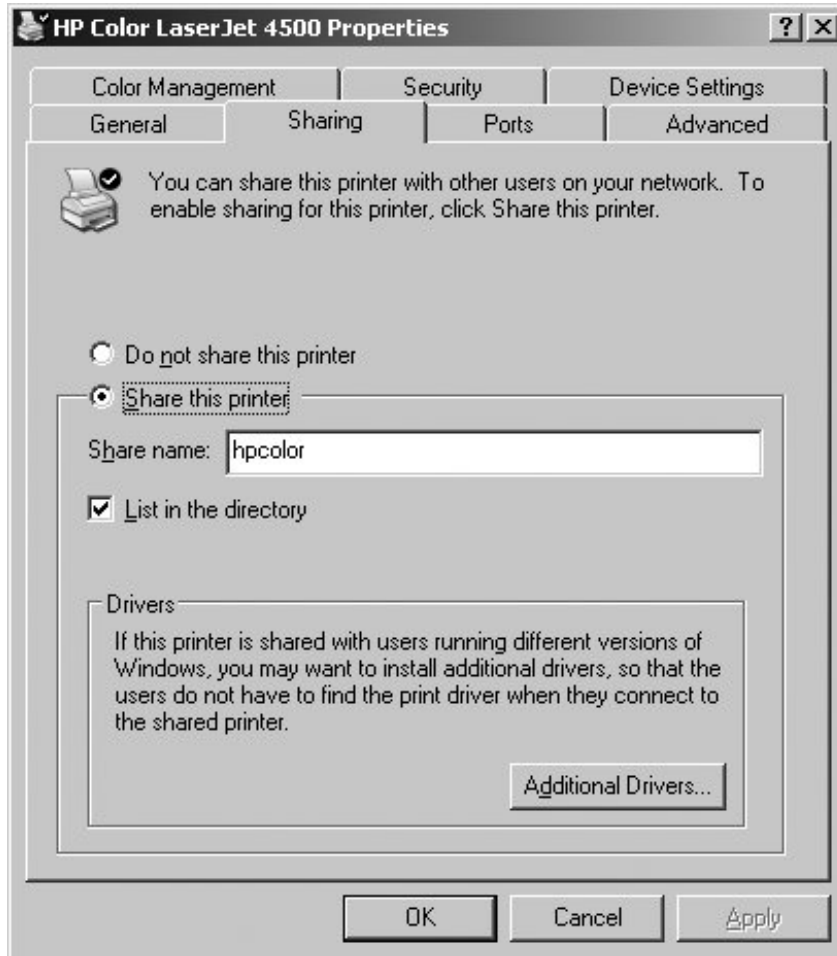 HP Color LaserJet 4500 Properties
Color Management Security Device Settings
General Sharing Ports Advanced
You can share this printer with other users on your network. To
enable sharing for this printer, click Share this printer.
Do not share this printer
Share this printer
Share name: hpcolor
List in the directory
Drivers
If this printer is shared with users running different versions of
Windows, you may want to install additional drivers, so that the
users do not have to find the print driver when they connect to
the shared printer.
Additional Drivers...
OK Cancel Apply